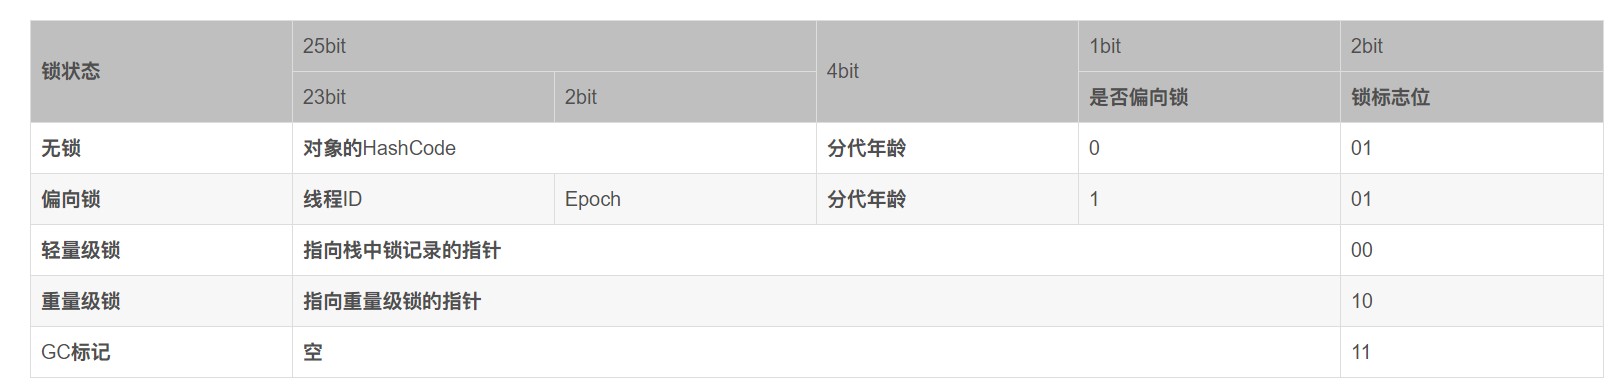 锁状态 25bit 4bit 1bit 2bit
23bit 2bit 是否偏向锁 锁标志位
无锁 对象的HashCode 分代年龄 0 01
偏向锁 线程ID Epoch 分代年龄 1 01
轻量级锁 指向栈中锁记录的指针 00
重量级锁 指向重量级锁的指针 10
GC标记 空 11